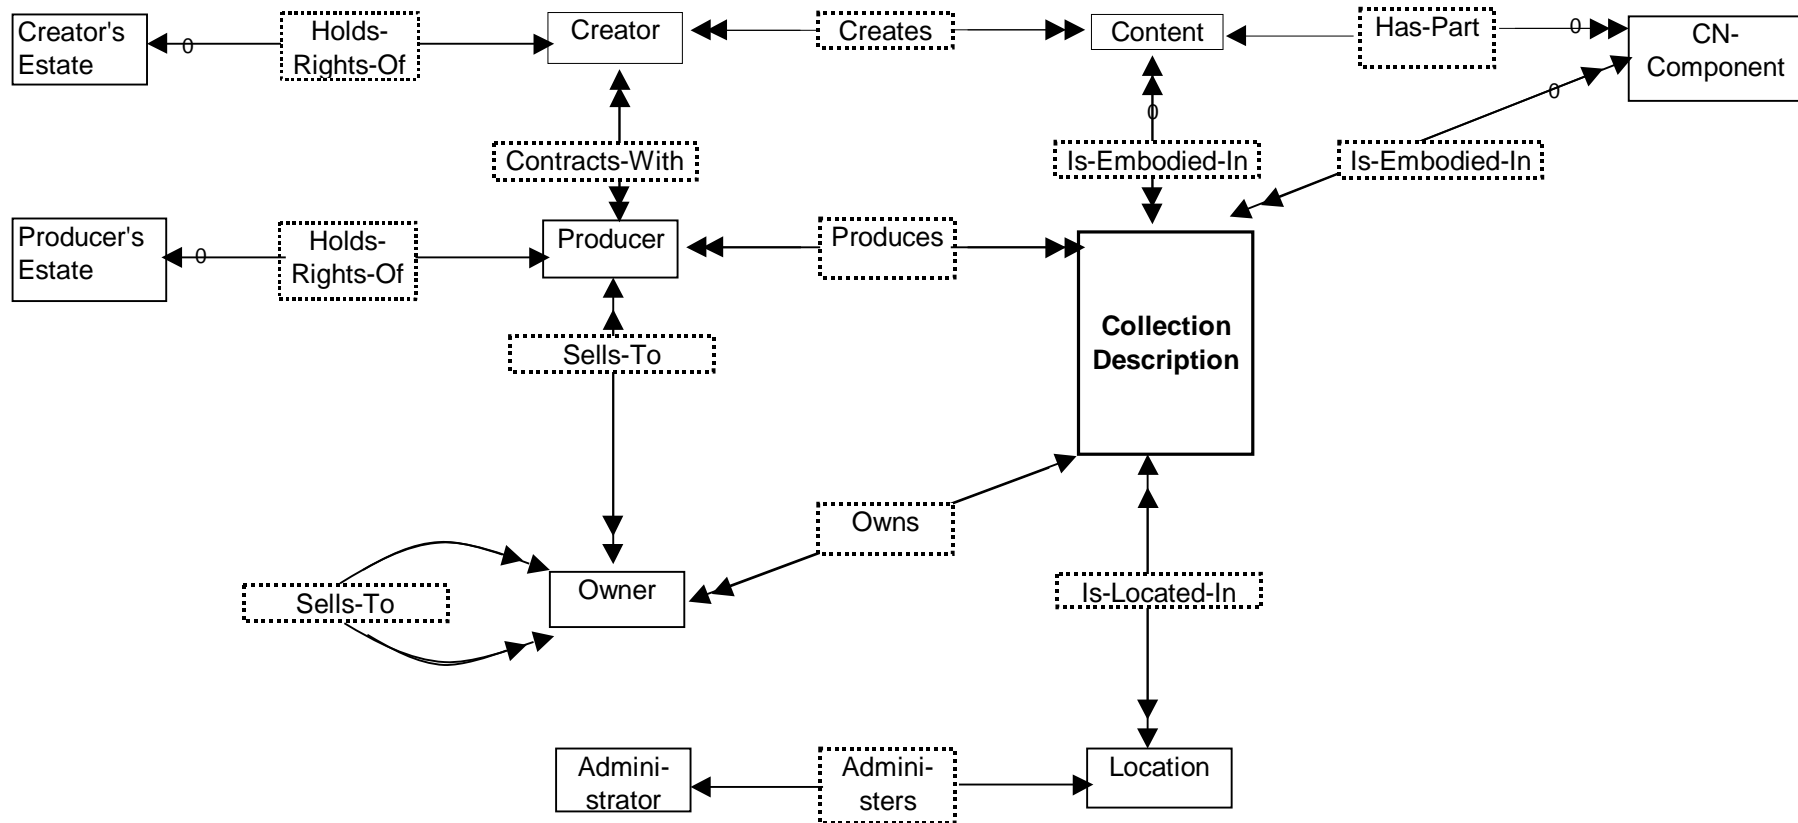 Creator's
Estate
0
Holds-
Rights-Of
Creator
Creates
Content
Has-Part
0
CN-
Component
Contracts-With
0
Is-Embodied-In
0
Is-Embodied-In
Producer's
Estate
0
Holds-
Rights-Of
Producer
Produces
Collection
Description
Sells-To
Owns
Sells-To
Owner
Is-Located-In
Admini-
strator
Admini-
sters
Location